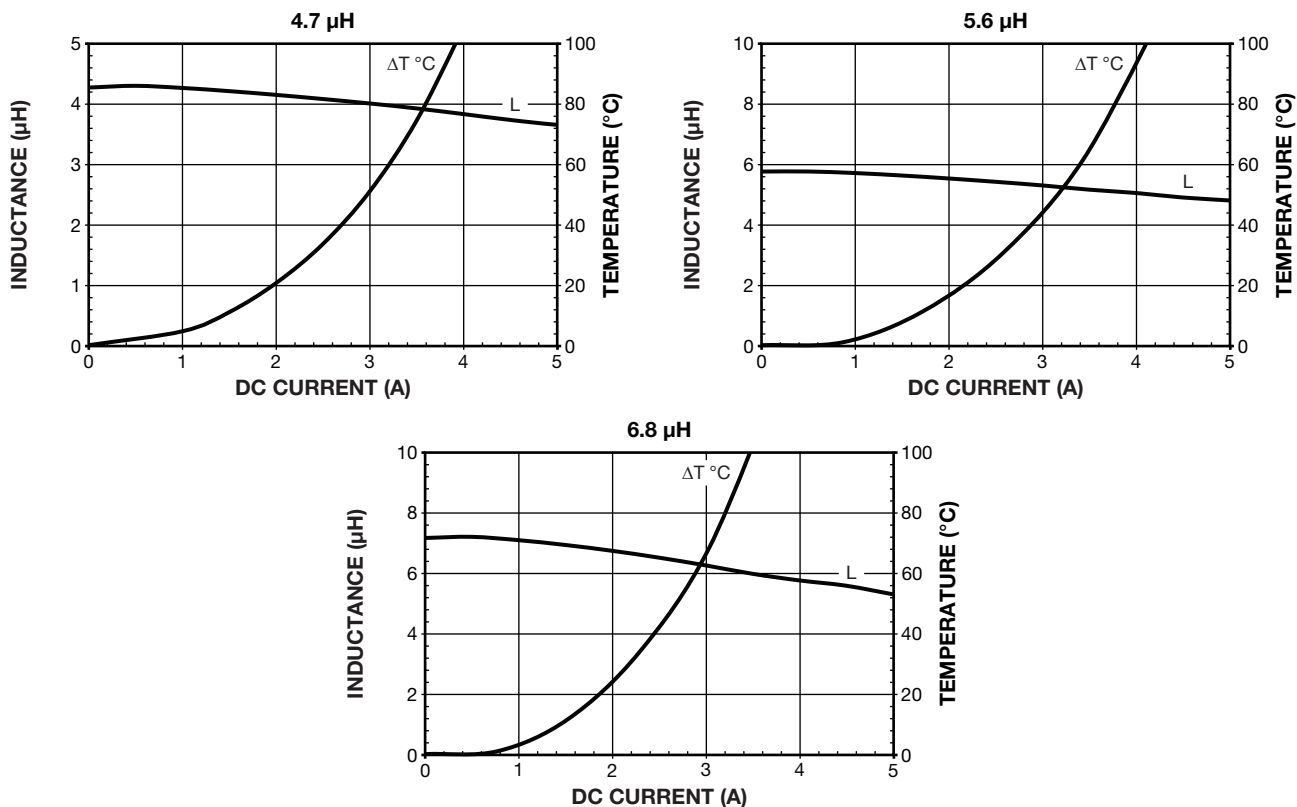 4.7 µH
5
4
3
2
1
0
INDUCTANCE (µH)
100
80
60
40
20
0
TEMPERATURE (°C)
ΔT °C
L
0 1 2 3 4 5
DC CURRENT (A)
5.6 µH
10
8
6
4
2
0
INDUCTANCE (µH)
100
80
60
40
20
0
TEMPERATURE (°C)
ΔT °C
L
0 1 2 3 4 5
DC CURRENT (A)
6.8 µH
10
8
6
4
2
0
INDUCTANCE (µH)
100
80
60
40
20
0
TEMPERATURE (°C)
ΔT °C
L
0 1 2 3 4 5
DC CURRENT (A)